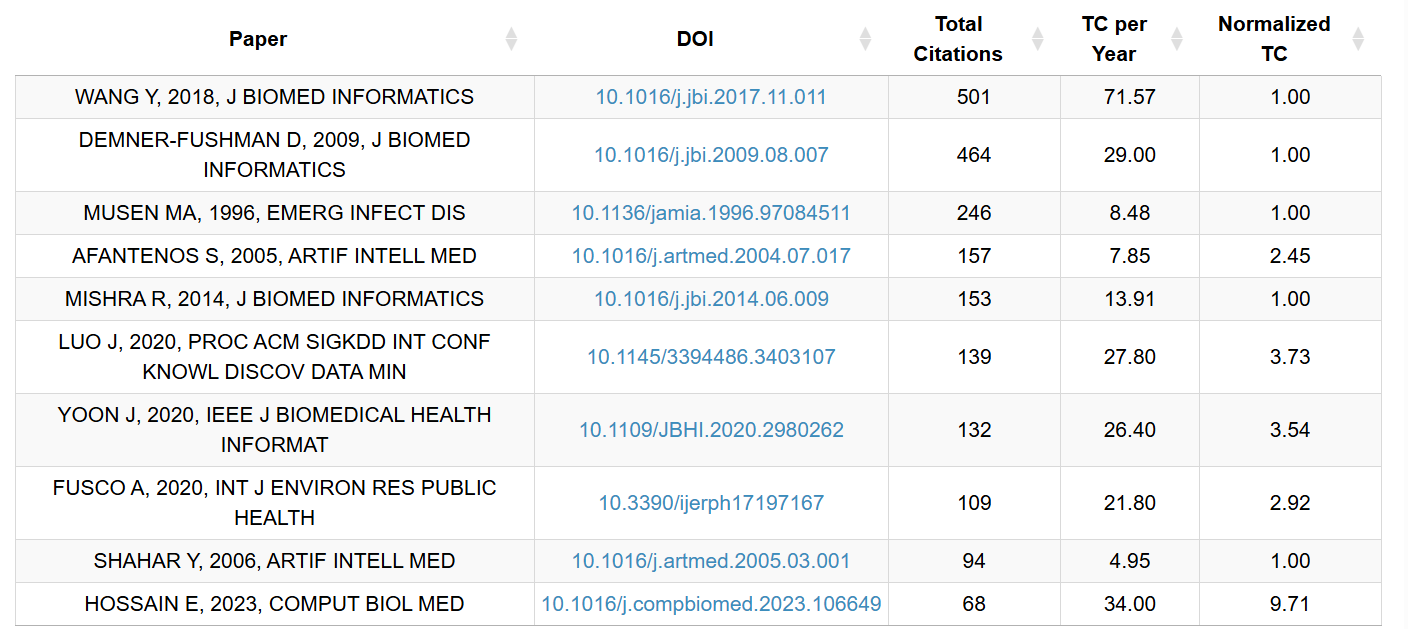 Paper DOI Total Citations TC per Year Normalized TC
WANG Y, 2018, J BIOMED INFORMATICS 10.1016/j.jbi.2017.11.011 501 71.57 1.00
DEMNER-FUSHMAN D, 2009, J BIOMED INFORMATICS 10.1016/j.jbi.2009.08.007 464 29.00 1.00
MUSEN MA, 1996, EMERG INFECT DIS 10.1136/jamia.1996.97084511 246 8.48 1.00
AFANTENOS S, 2005, ARTIF INTELL MED 10.1016/j.artmed.2004.07.017 157 7.85 2.45
MISHRA R, 2014, J BIOMED INFORMATICS 10.1016/j.jbi.2014.06.009 153 13.91 1.00
LUO J, 2020, PROC ACM SIGKDD INT CONF KNOWL DISCOV DATA MIN 10.1145/3394486.3403107 139 27.80 3.73
YOON J, 2020, IEEE J BIOMEDICAL HEALTH INFORMAT 10.1109/JBHI.2020.2980262 132 26.40 3.54
FUSCO A, 2020, INT J ENVIRON RES PUBLIC HEALTH 10.3390/ijerph17197167 109 21.80 2.92
SHAHAR Y, 2006, ARTIF INTELL MED 10.1016/j.artmed.2005.03.001 94 4.95 1.00
HOSSAIN E, 2023, COMPUT BIOL MED 10.1016/j.compbiomed.2023.106649 68 34.00 9.71